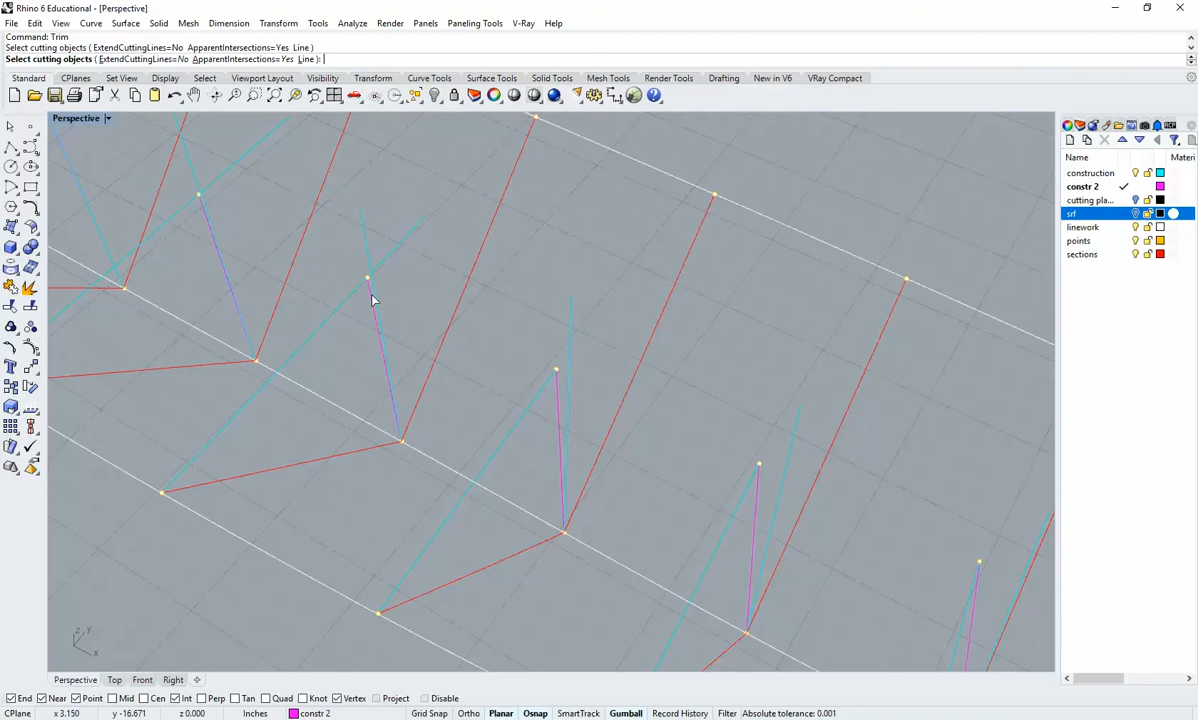 Rhino 6 Educational - [Perspective]
File Edit View Curve Surface Solid Mesh Dimension Transform Tools Analyze Render Panels Paneling Tools V-Ray Help
Command: Trim
Select cutting objects ( ExtendCuttingLines=No ApparentIntersections=Yes Line )
Select cutting objects ( ExtendCuttingLines=No ApparentIntersections=Yes Line ):
Standard CPlanes Set View Display Select Viewport Layout Visibility Transform Curve Tools Surface Tools Solid Tools Mesh Tools Render Tools Drafting New in V6 VRay Compact
Perspective
Name Materi
construction
constr 2
cutting pla...
srf
linework
points
sections
z y
x
Perspective Top Front Right
End Near Point Mid Cen Int Perp Tan Quad Knot Vertex Project Disable
CPlane x 3.150 y -16.671 z 0.000 Inches constr 2 Grid Snap Ortho Planar Osnap SmartTrack Gumball Record History Filter Absolute tolerance: 0.001